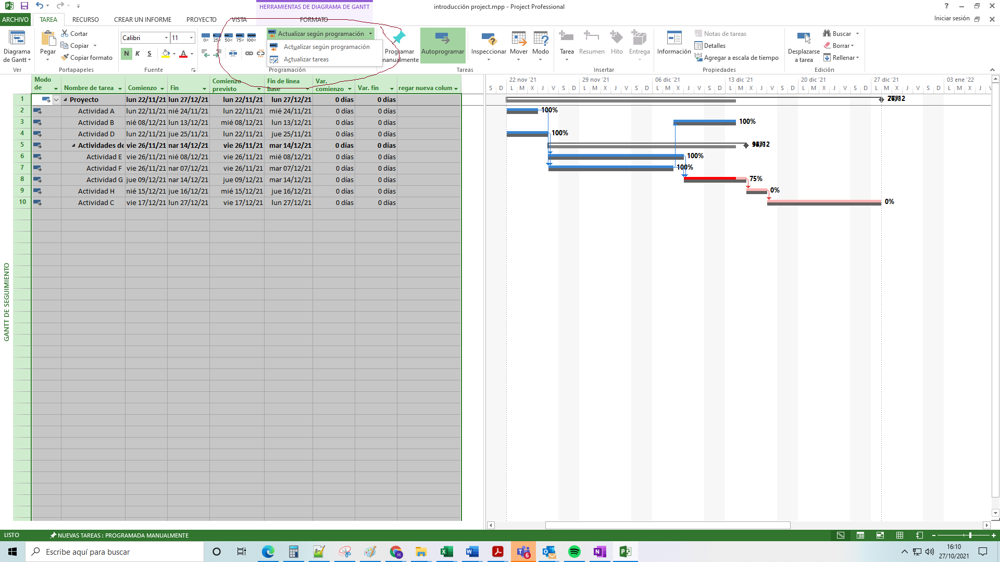 HERRAMIENTAS DE DIAGRAMA DE GANTT
introducción project.mpp - Project Professional
ARCHIVO TAREA RECURSO CREAR UN INFORME PROYECTO VISTA FORMATO
Iniciar sesión
Diagrama de Gantt
Ver
Pegar
Cortar
Copiar
Copiar formato
Portapapeles
Calibri 11
N K S A
Fuente
0% 25% 50% 75% 100%
Actualizar según programación
Actualizar según programación
Actualizar tareas
Programación
Programar manualmente
Autoprogramar
Inspeccionar Mover Modo
Tareas
Tarea Resumen Hito Entrega
Insertar
Información
Notas de tareas
Detalles
Agregar a escala de tiempo
Propiedades
Desplazarse a tarea
Buscar
Borrar
Rellenar
Edición
Modo de Nombre de tarea Comienzo Fin Comienzo previsto Fin de línea base Var. comienzo Var. fin regar nueva colum
1 Proyecto lun 22/11/21 lun 27/12/21 lun 22/11/21 lun 27/12/21 0 días 0 días
2 Actividad A lun 22/11/21 nié 24/11/21 lun 22/11/21 mié 24/11/21 0 días 0 días
3 Actividad B nié 08/12/21 lun 13/12/21 mié 08/12/21 lun 13/12/21 0 días 0 días
4 Actividad D lun 22/11/21 jue 25/11/21 lun 22/11/21 jue 25/11/21 0 días 0 días
5 Actividades de vie 26/11/21 nar 14/12/21 vie 26/11/21 mar 14/12/21 0 días 0 días
6 Actividad E vie 26/11/21 nié 08/12/21 vie 26/11/21 mié 08/12/21 0 días 0 días
7 Actividad F vie 26/11/21 nar 07/12/21 vie 26/11/21 mar 07/12/21 0 días 0 días
8 Actividad G jue 09/12/21 nar 14/12/21 jue 09/12/21 mar 14/12/21 0 días 0 días
9 Actividad H nié 15/12/21 jue 16/12/21 mié 15/12/21 jue 16/12/21 0 días 0 días
10 Actividad C vie 17/12/21 lun 27/12/21 vie 17/12/21 lun 27/12/21 0 días 0 días
22 nov '21 29 nov '21 06 dic '21 13 dic '21 20 dic '21 27 dic '21 03 ene '22
S D L M X J V S D L M X J V S D L M X J V S D L M X J V S D L M X J V S D L M X J V S D L M X J V
100%
100%
100%
100%
100%
75%
0%
0%
GANTT DE SEGUIMIENTO
LISTO NUEVAS TAREAS : PROGRAMADA MANUALMENTE
Escribe aquí para buscar
6
16:10
27/10/2021